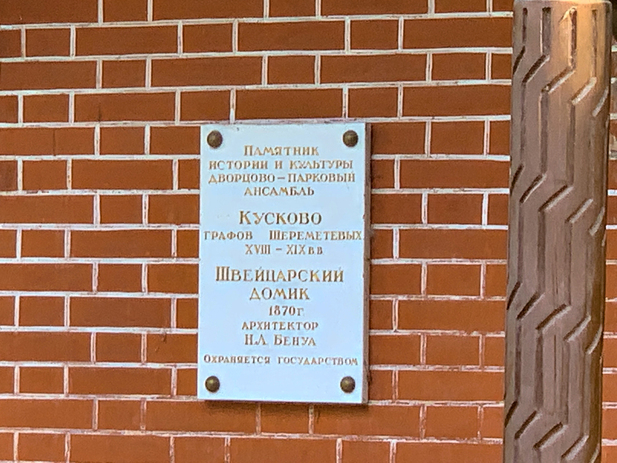 Памятник
истории и культуры
дворцово – парковый
ансамбль
Кусково
графов Шереметевых
XVIII – XIX в.в
Швейцарский
домик
1870г
архитектор
Н.Л. Бенуа
Охраняется государством